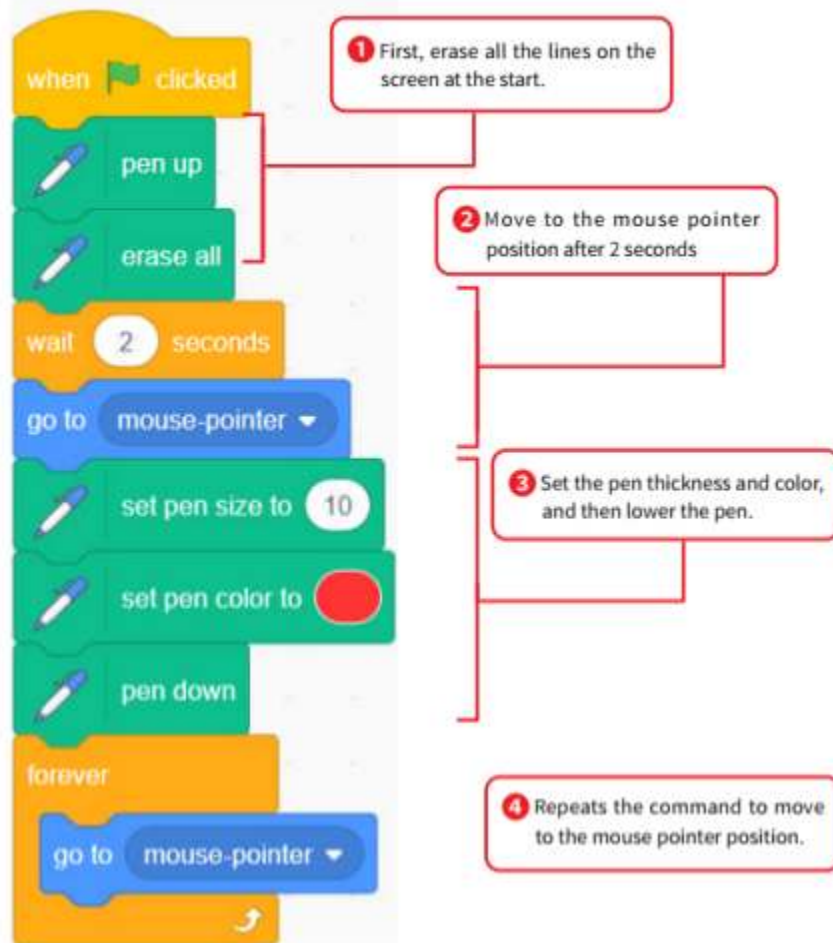 when clicked
pen up
erase all
wait 2 seconds
go to mouse-pointer
set pen size to 10
set pen color to
pen down
forever
go to mouse-pointer
1 First, erase all the lines on the
screen at the start.
2 Move to the mouse pointer
position after 2 seconds
3 Set the pen thickness and color,
and then lower the pen.
4 Repeats the command to move
to the mouse pointer position.